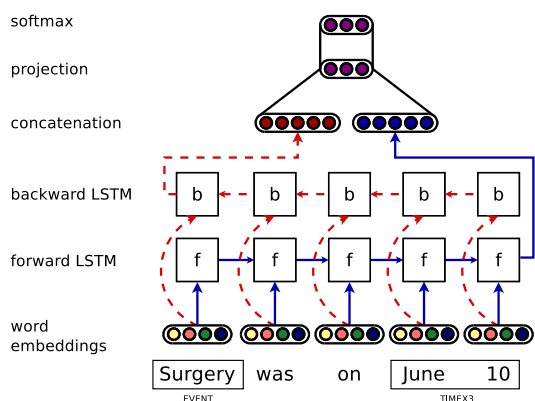 softmax
projection
concatenation
backward LSTM
b b b b b
forward LSTM
f f f f f
word
embeddings
Surgery was on June 10
EVENT TIMEX3